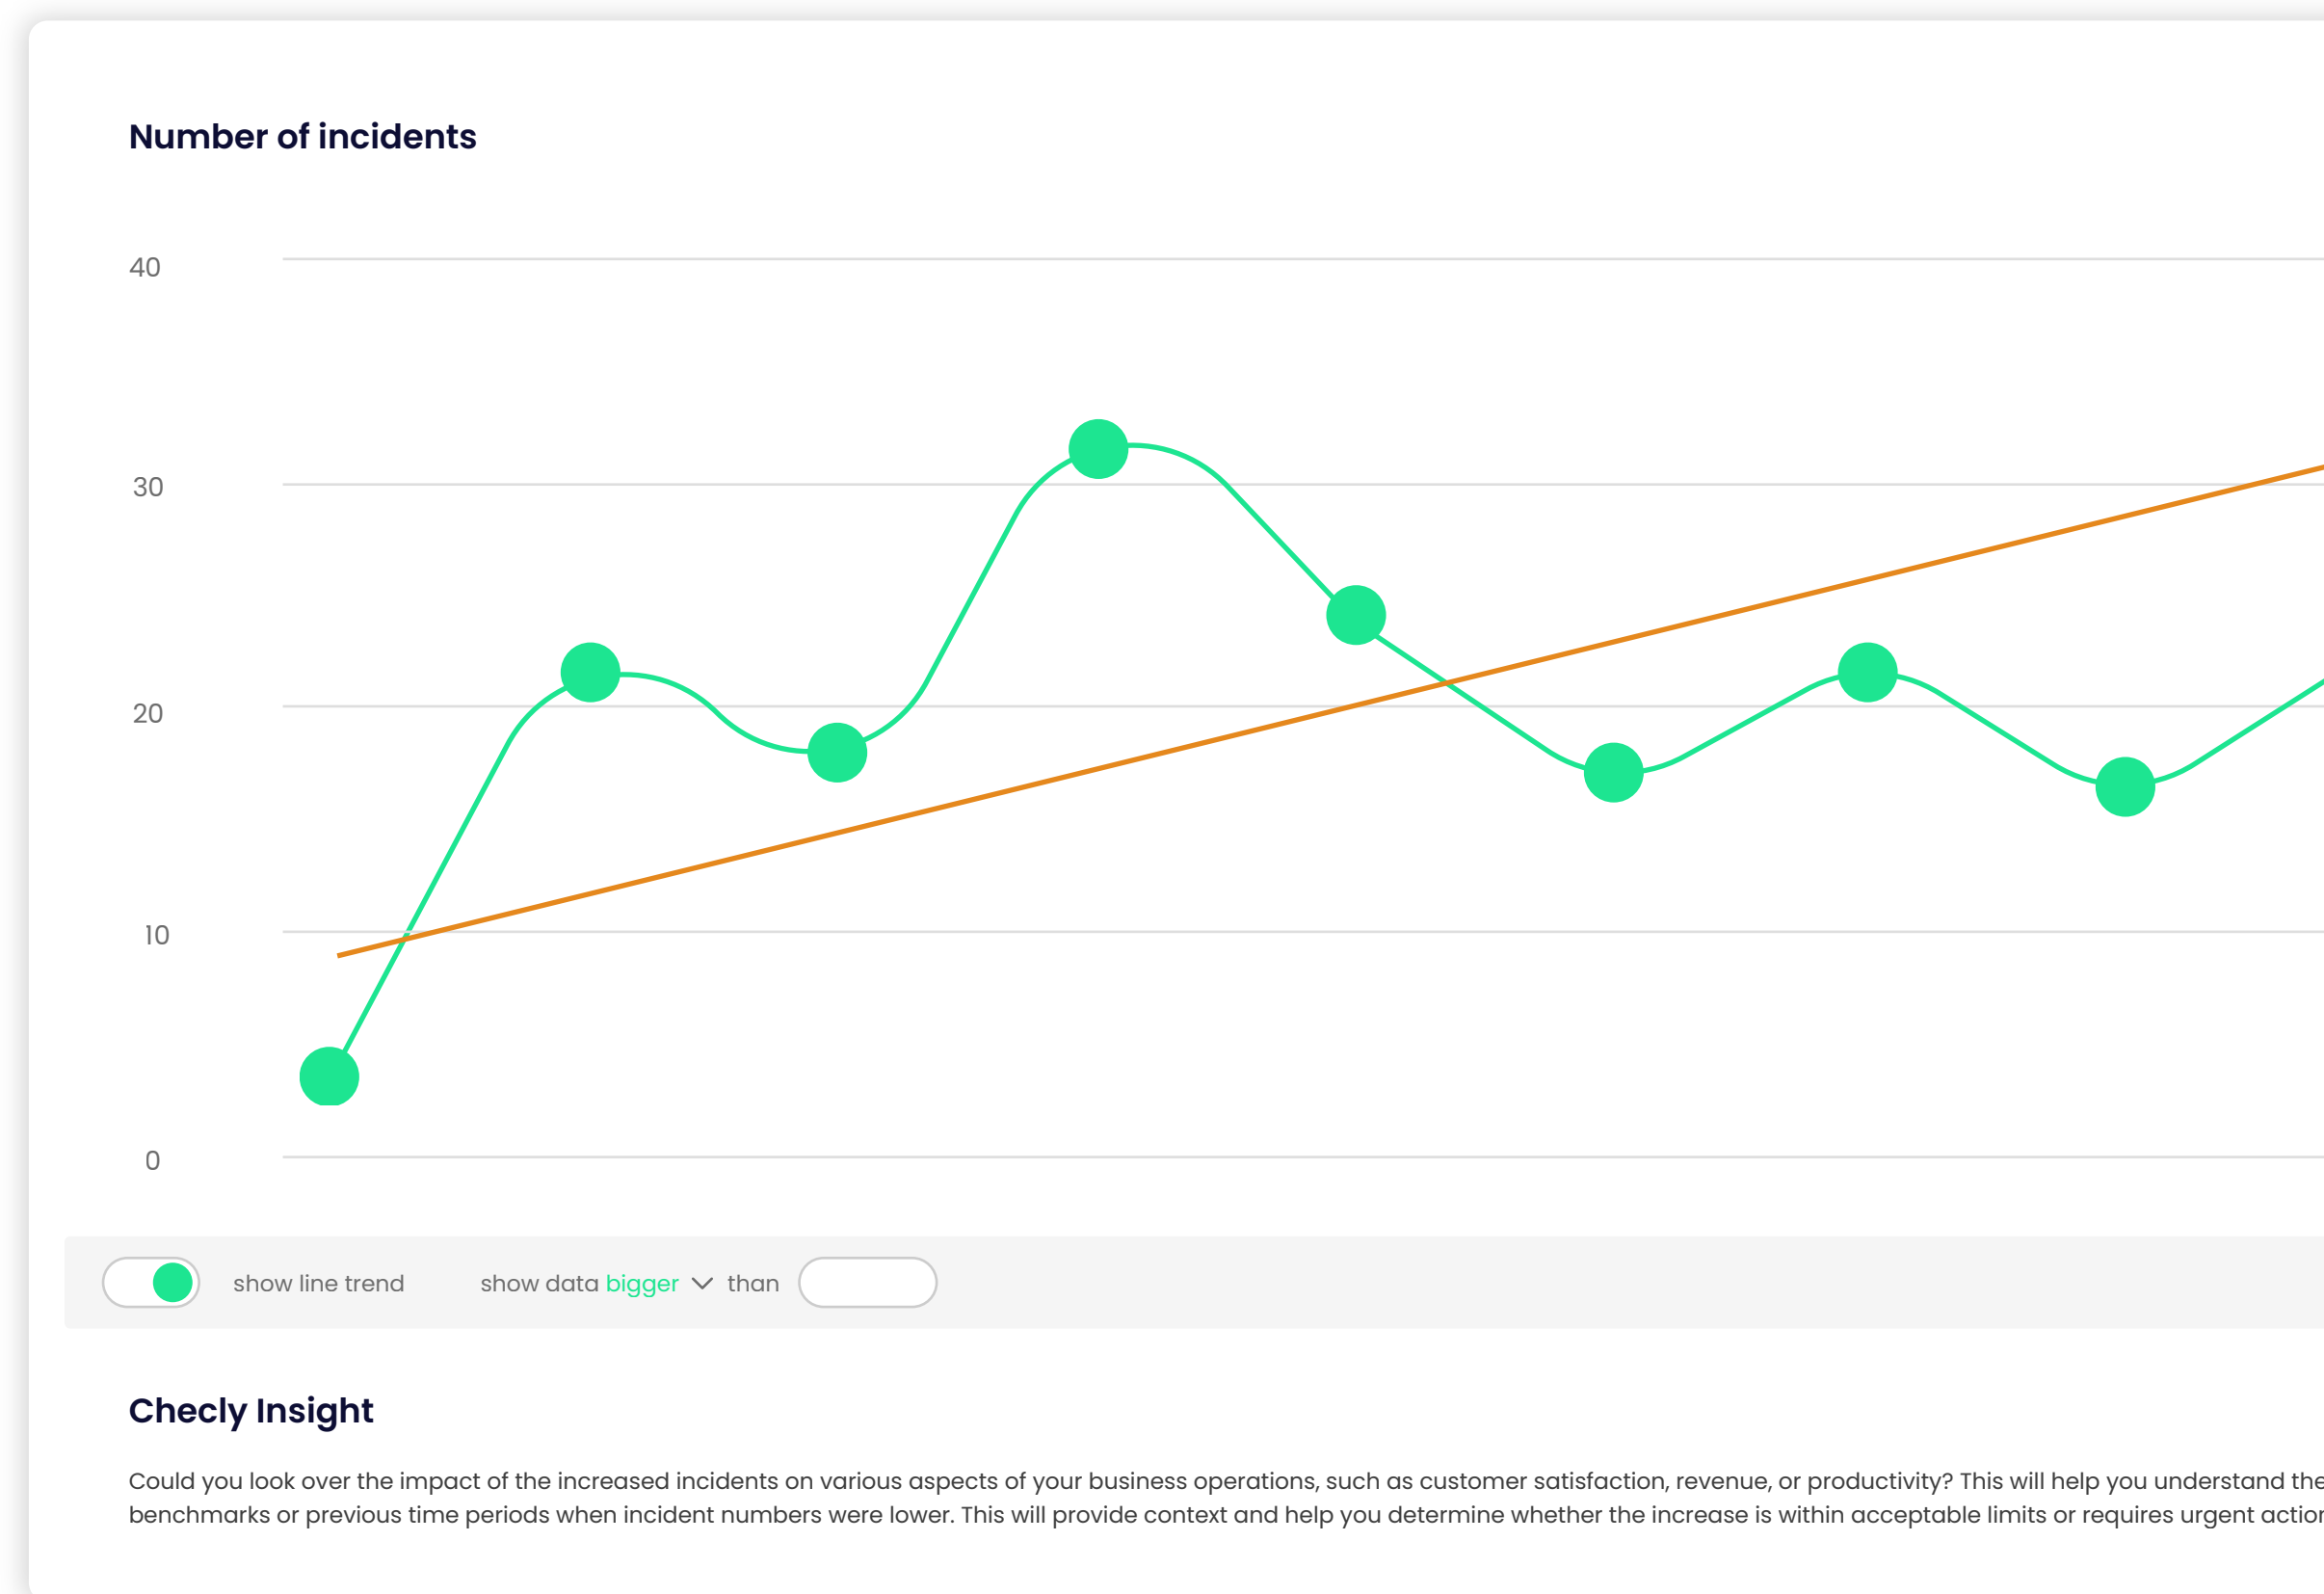 Number of incidents
40
30
20
10
0
show line trend show data bigger than
Checly Insight
Could you look over the impact of the increased incidents on various aspects of your business operations, such as customer satisfaction, revenue, or productivity? This will help you understand the
benchmarks or previous time periods when incident numbers were lower. This will provide context and help you determine whether the increase is within acceptable limits or requires urgent action